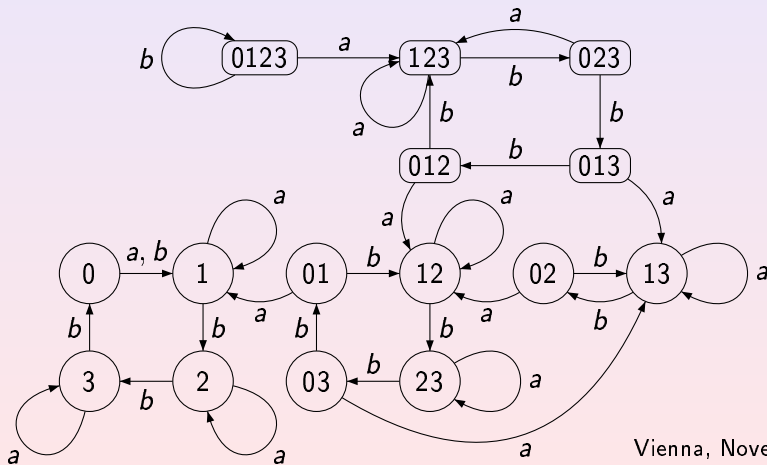 a
b 0123 a 123 b 023
a b b
012 b 013
a a a a
a, b
0 1 01 b 12 02 b 13 a
a a b
b b b b
3 b 2 03 b 23 a
a a a
Vienna, Nove